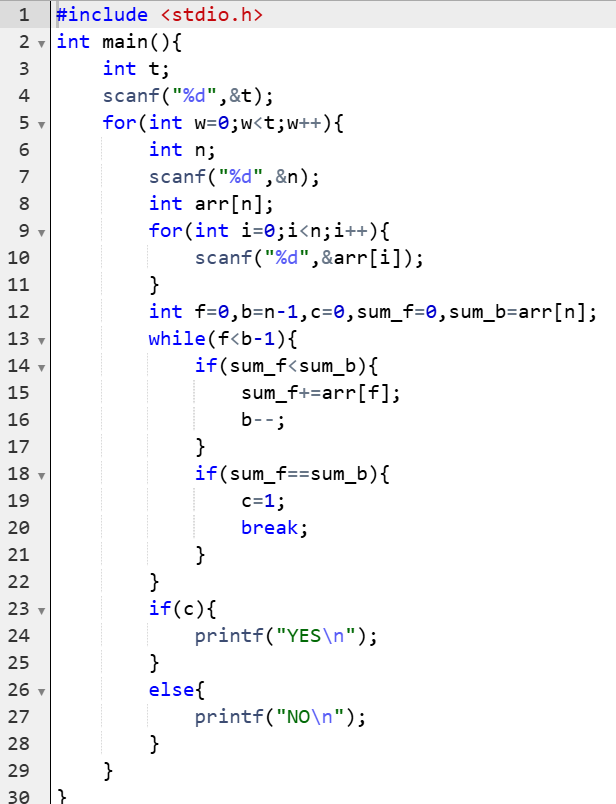 1 #include <stdio.h>
2 int main(){
3 int t;
4 scanf("%d",&t);
5 for(int w=0;w<t;w++){
6 int n;
7 scanf("%d",&n);
8 int arr[n];
9 for(int i=0;i<n;i++){
10 scanf("%d",&arr[i]);
11 }
12 int f=0,b=n-1,c=0,sum_f=0,sum_b=arr[n];
13 while(f<b-1){
14 if(sum_f<sum_b){
15 sum_f+=arr[f];
16 b--;
17 }
18 if(sum_f==sum_b){
19 c=1;
20 break;
21 }
22 }
23 if(c){
24 printf("YES\n");
25 }
26 else{
27 printf("NO\n");
28 }
29 }
30 }